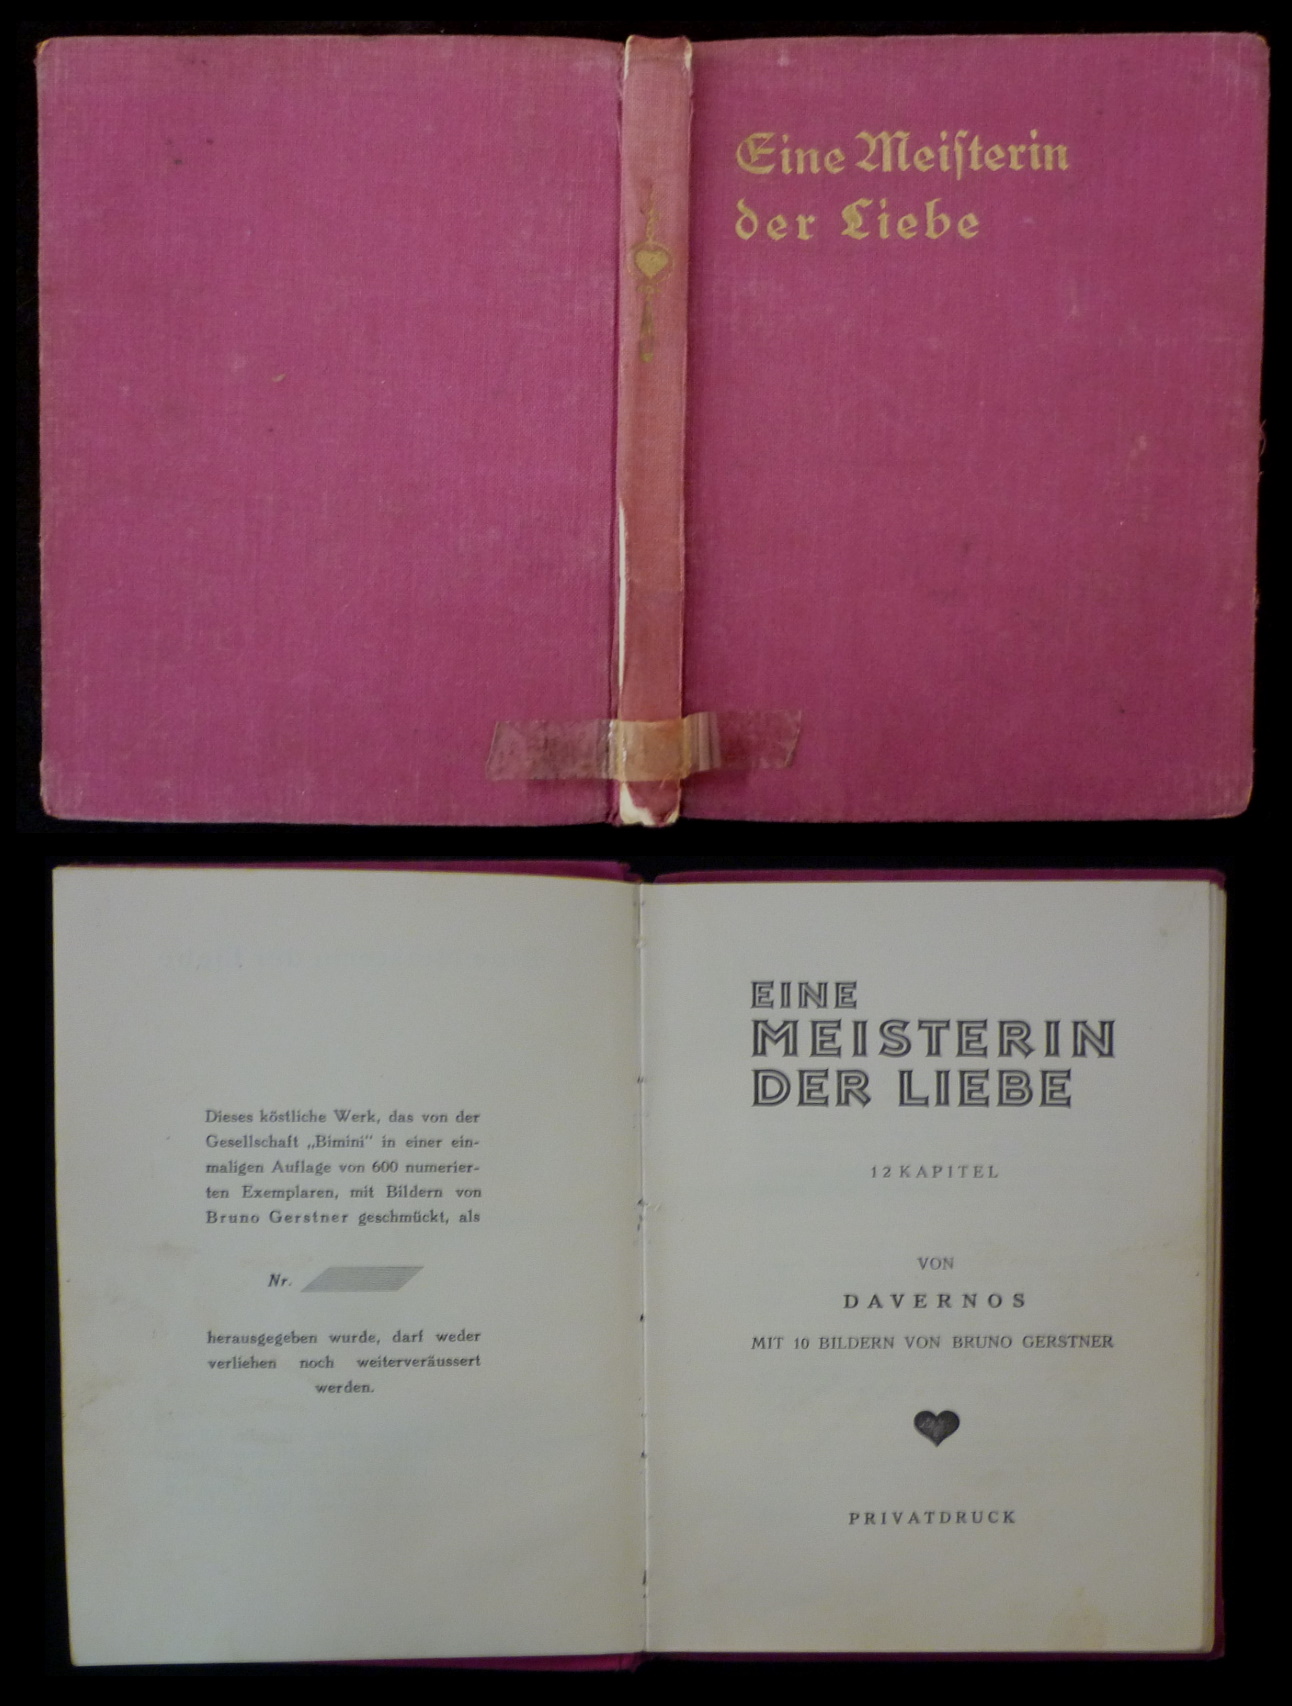 Eine Meiſterin
der Liebe
Dieses köstliche Werk, das von der
Gesellschaft „Bimini“ in einer ein-
maligen Auflage von 600 numerier-
ten Exemplaren, mit Bildern von
Bruno Gerstner geschmückt, als
Nr.
herausgegeben wurde, darf weder
verliehen noch weiterveräussert
werden.
EINE
MEISTERIN
DER LIEBE
12 KAPITEL
VON
DAVERNOS
MIT 10 BILDERN VON BRUNO GERSTNER
PRIVATDRUCK